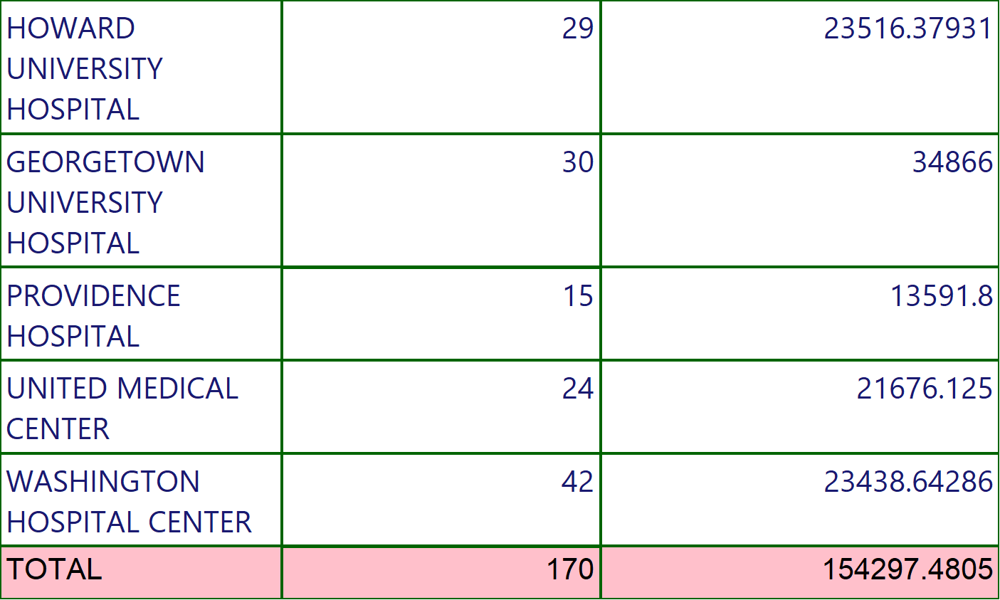 HOWARD 29 23516.37931
UNIVERSITY
HOSPITAL
GEORGETOWN 30 34866
UNIVERSITY
HOSPITAL
PROVIDENCE 15 13591.8
HOSPITAL
UNITED MEDICAL 24 21676.125
CENTER
WASHINGTON 42 23438.64286
HOSPITAL CENTER
TOTAL 170 154297.4805